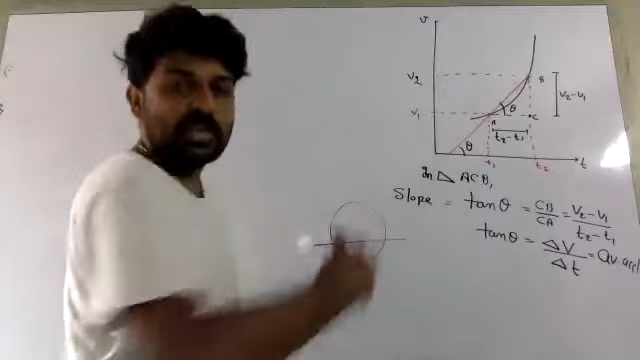 v
v₂
B
v₂-v₁
θ
v₁
A
C
t₂-t₁
θ
t₁
t₂
t
In △ ACB,
Slope = tanθ = CB/CA = V₂-V₁/t₂-t₁
tanθ = ΔV/Δt = av. accl